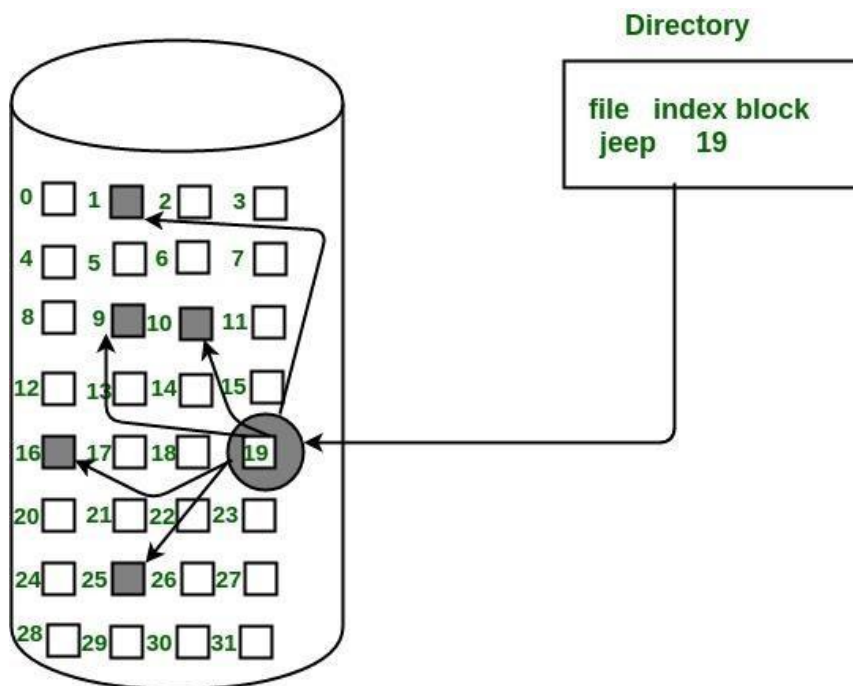 Directory
file index block
jeep 19
0 1 2 3
4 5 6 7
8 9 10 11
12 13 14 15
16 17 18 19
20 21 22 23
24 25 26 27
28 29 30 31